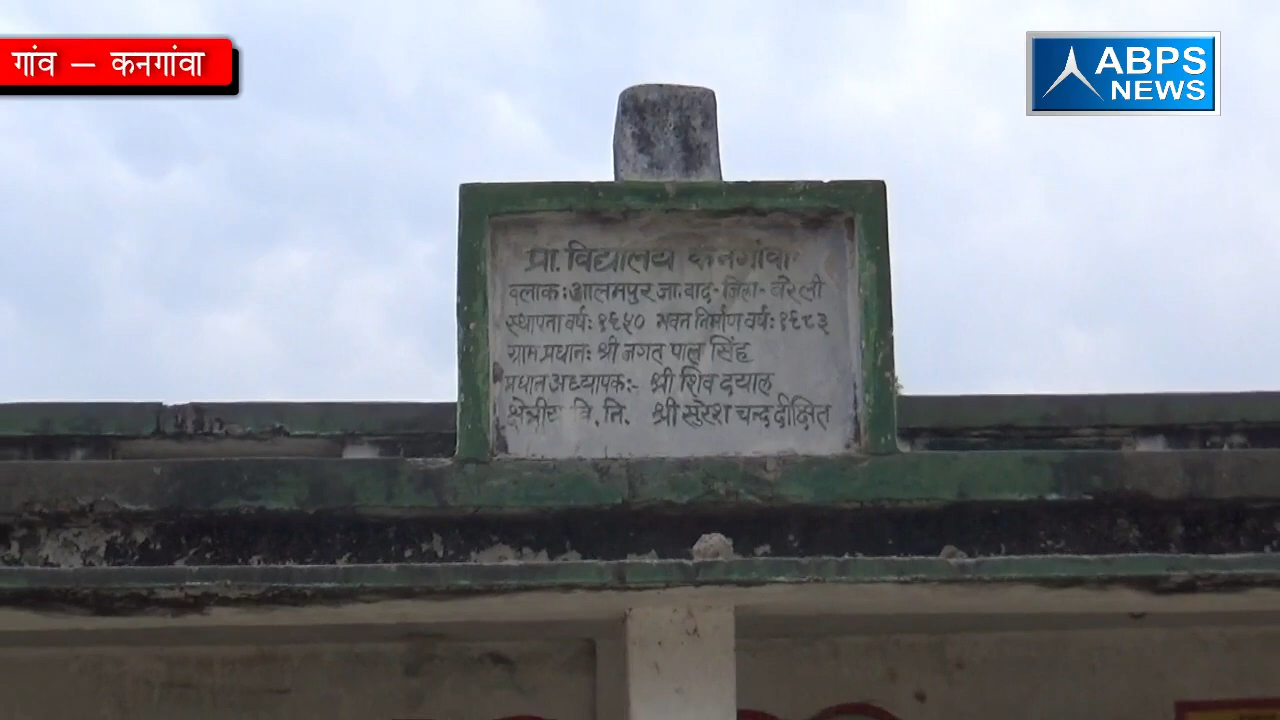 गांव – कनगांवा
ABPS
NEWS
प्रा. विद्यालय कनगांवा
ब्लाक: आलमपुर जा. बाद - जिला - बरेली
स्थापना वर्ष: १९५० भवन निर्माण वर्ष: १९८३
ग्राम प्रधान: श्री जगत पाल सिंह
प्रधान अध्यापक:- श्री शिव दयाल
क्षेत्रीय वि. नि. श्री सुरेश चन्द दीक्षित